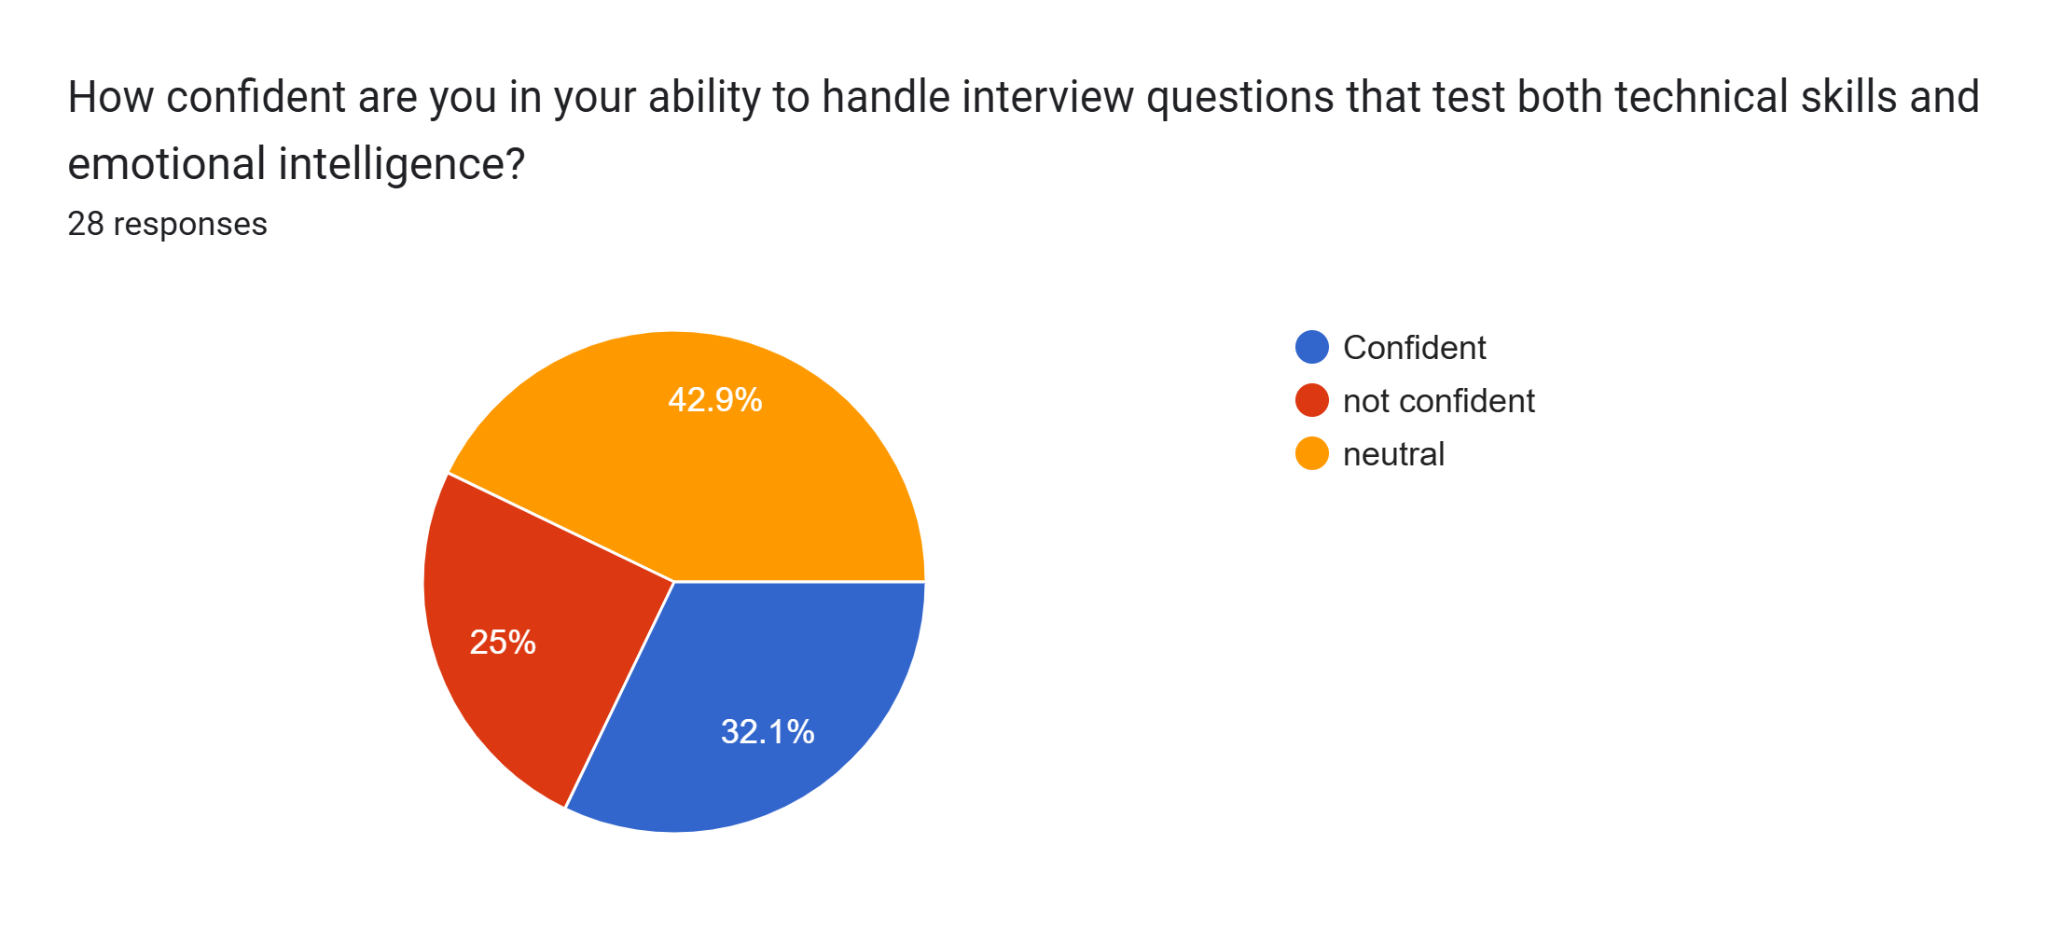 How confident are you in your ability to handle interview questions that test both technical skills and
emotional intelligence?
28 responses
Confident
not confident
neutral
42.9%
25%
32.1%